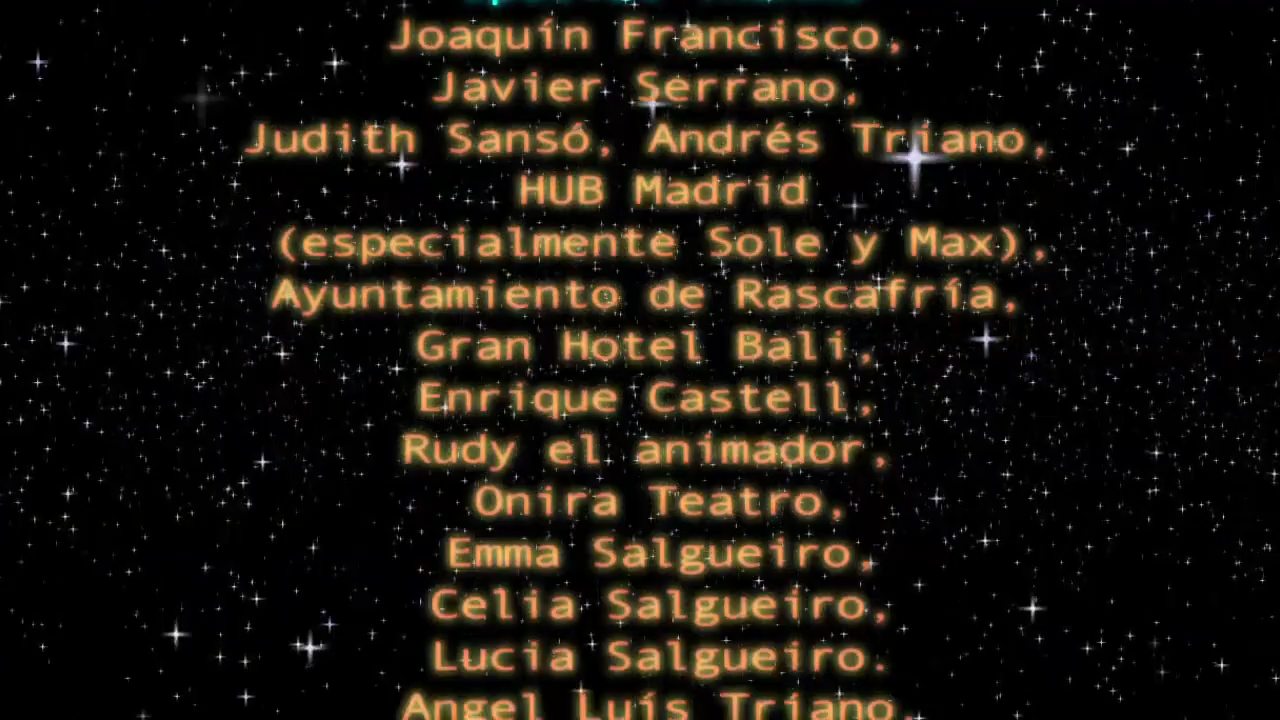 Joaquín Francisco,
Javier Serrano,
Judith Sansó, Andrés Triano,
HUB Madrid
(especialmente Sole y Max),
Ayuntamiento de Rascafría,
Gran Hotel Bali,
Enrique Castell,
Rudy el animador,
Onira Teatro,
Emma Salgueiro,
Celia Salgueiro,
Lucia Salgueiro.
Angel Luís Tríano.